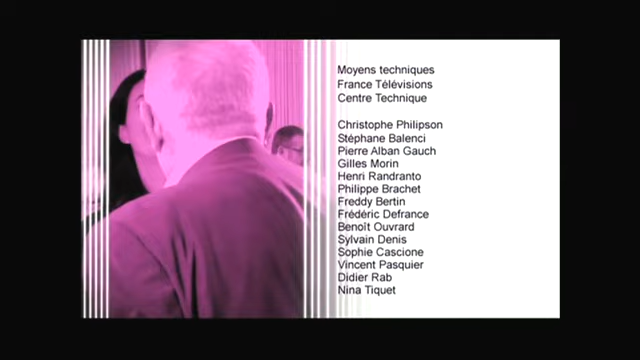 Moyens techniques
France Télévisions
Centre Technique
Christophe Philipson
Stéphane Balenci
Pierre Alban Gauch
Gilles Morin
Henri Randranto
Philippe Brachet
Freddy Bertin
Frédéric Defrance
Benoît Ouvrard
Sylvain Denis
Sophie Cascione
Vincent Pasquier
Didier Rab
Nina Tiquet